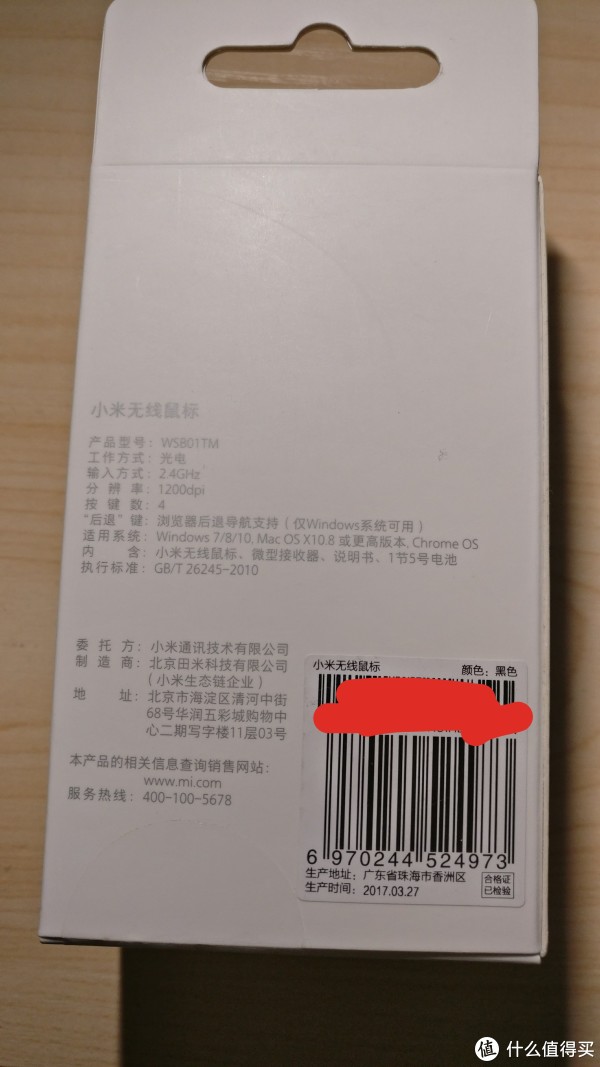 小米无线鼠标
产品型号：WSB01TM
工作方式：光电
输入方式：2.4GHz
分 辨 率：1200dpi
按 键 数：4
“后退”键：浏览器后退导航支持（仅Windows系统可用）
适用系统：Windows 7/8/10, Mac OS X10.8 或更高版本, Chrome OS
内 含：小米无线鼠标、微型接收器、说明书、1节5号电池
执行标准：GB/T 26245-2010
委 托 方：小米通讯技术有限公司
制 造 商：北京田米科技有限公司
（小米生态链企业）
地 址：北京市海淀区清河中街
68号华润五彩城购物中
心二期写字楼11层03号
本产品的相关信息查询销售网站：
www.mi.com
服务热线：400-100-5678
小米无线鼠标 颜色：黑色
6 970244 524973
生产地址：广东省珠海市香洲区
生产时间：2017.03.27
合格证
已检验
值 什么值得买